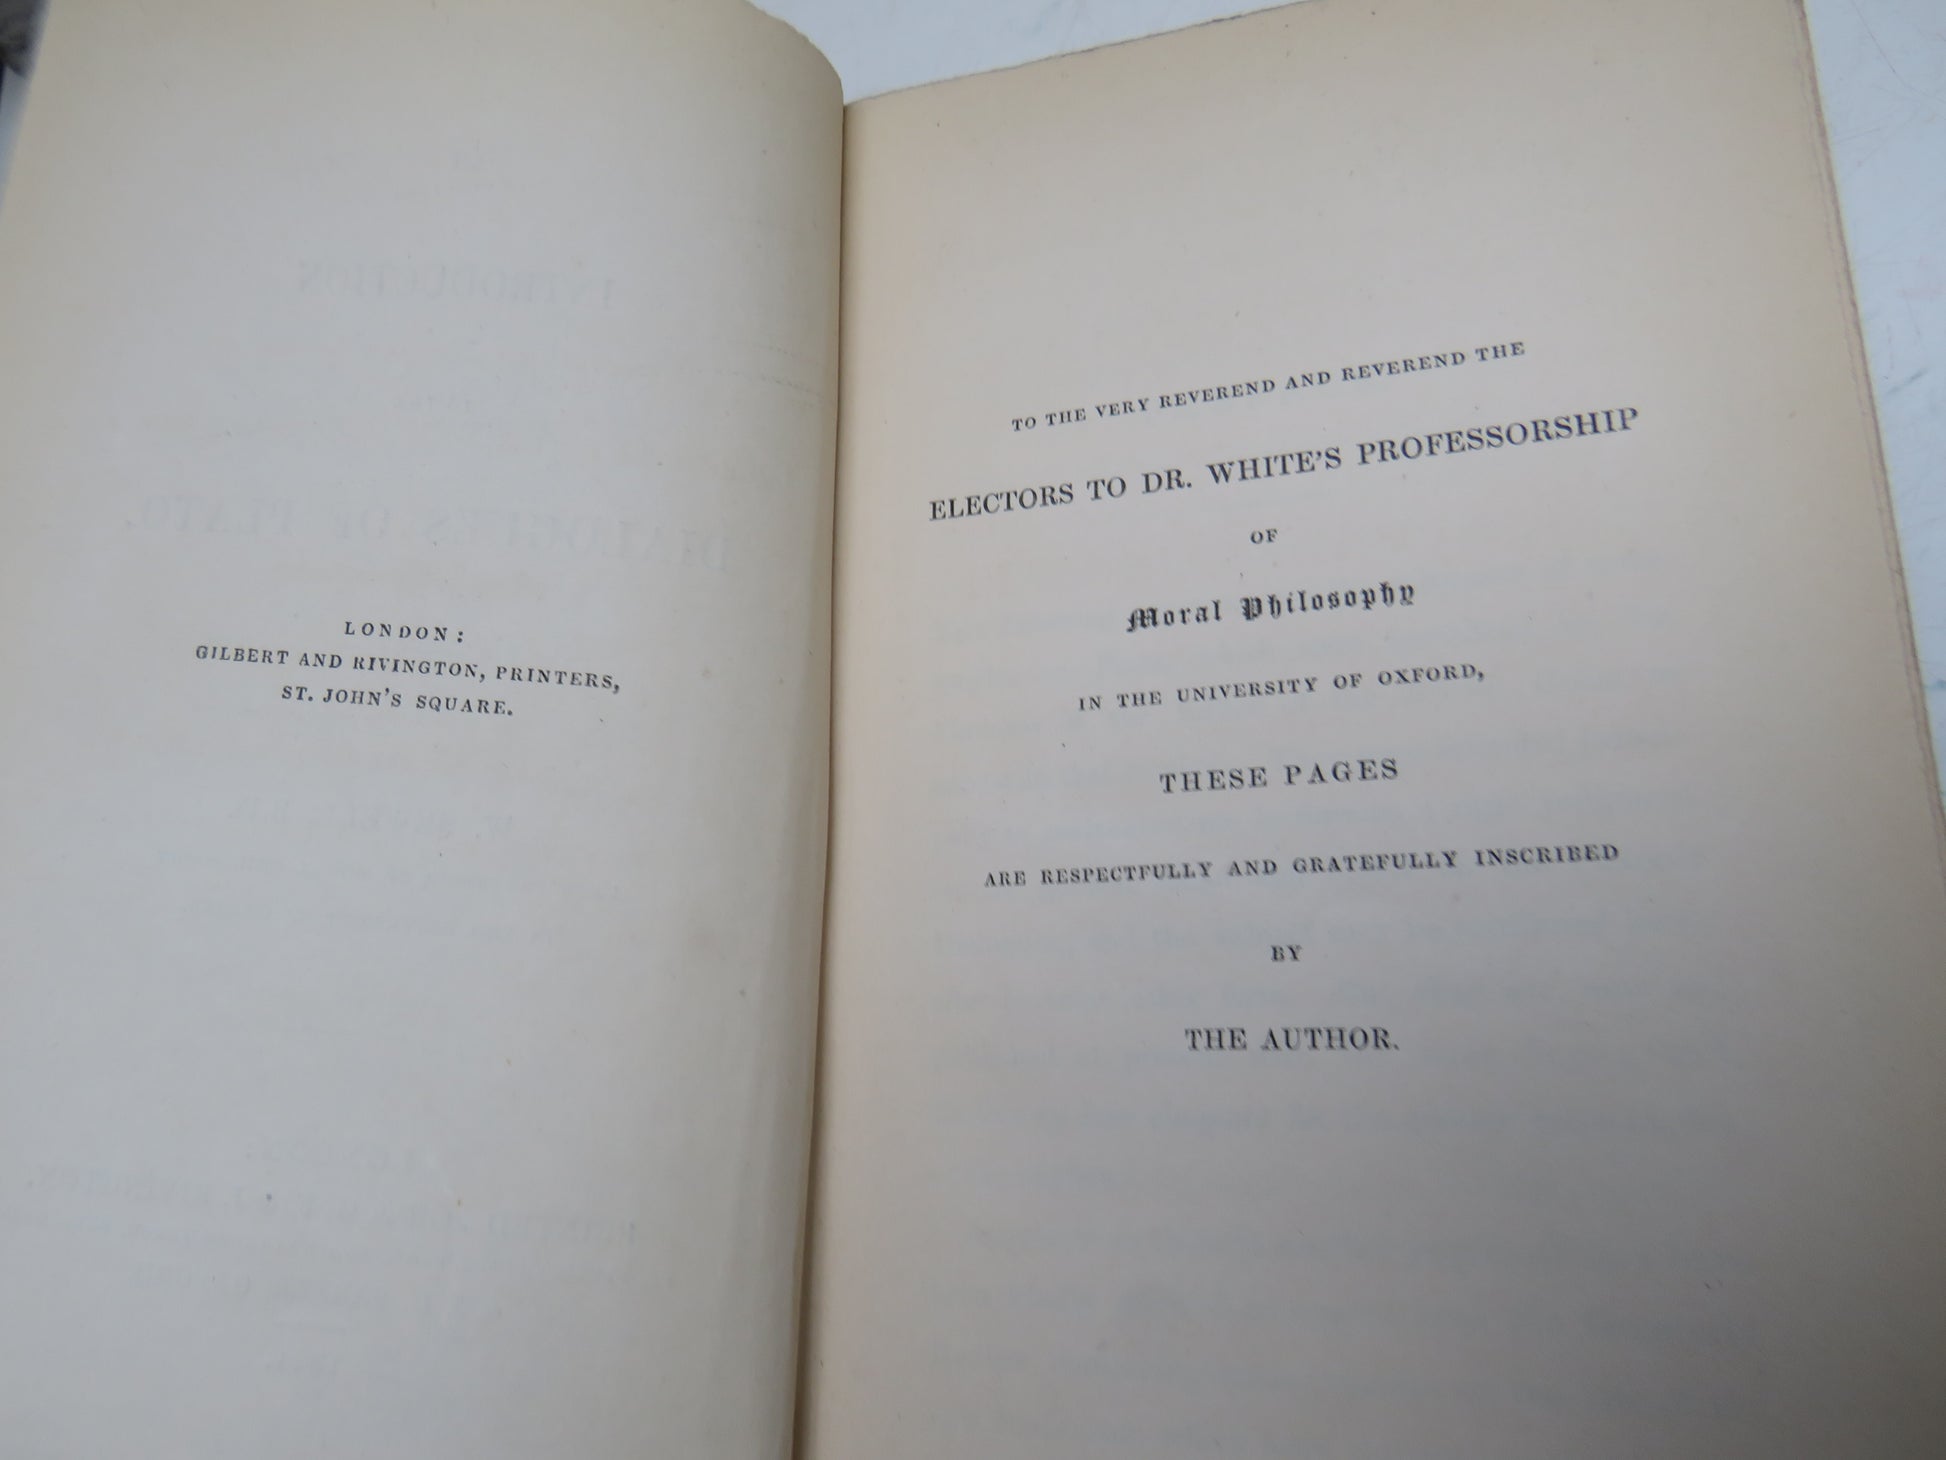 LONDON:
GILBERT AND RIVINGTON, PRINTERS,
ST. JOHN'S SQUARE.
TO THE VERY REVEREND AND REVEREND THE
ELECTORS TO DR. WHITE'S PROFESSORSHIP
OF
Moral Philosophy
IN THE UNIVERSITY OF OXFORD,
THESE PAGES
ARE RESPECTFULLY AND GRATEFULLY INSCRIBED
BY
THE AUTHOR.